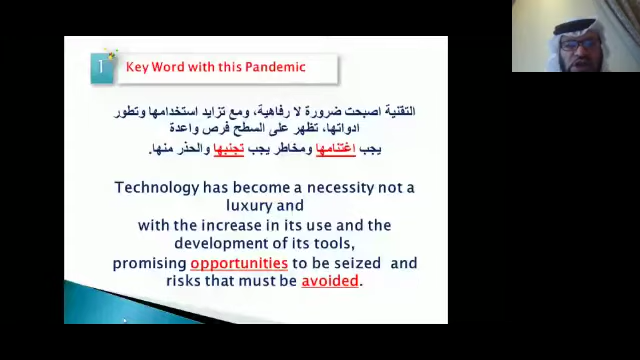 1
Key Word with this Pandemic
التقنية اصبحت ضرورة لا رفاهية، ومع تزايد استخدامها وتطور
ادواتها، تظهر على السطح فرص واعدة
يجب اغتنامها ومخاطر يجب تجنبها والحذر منها.
Technology has become a necessity not a
luxury and
with the increase in its use and the
development of its tools,
promising opportunities to be seized and
risks that must be avoided.